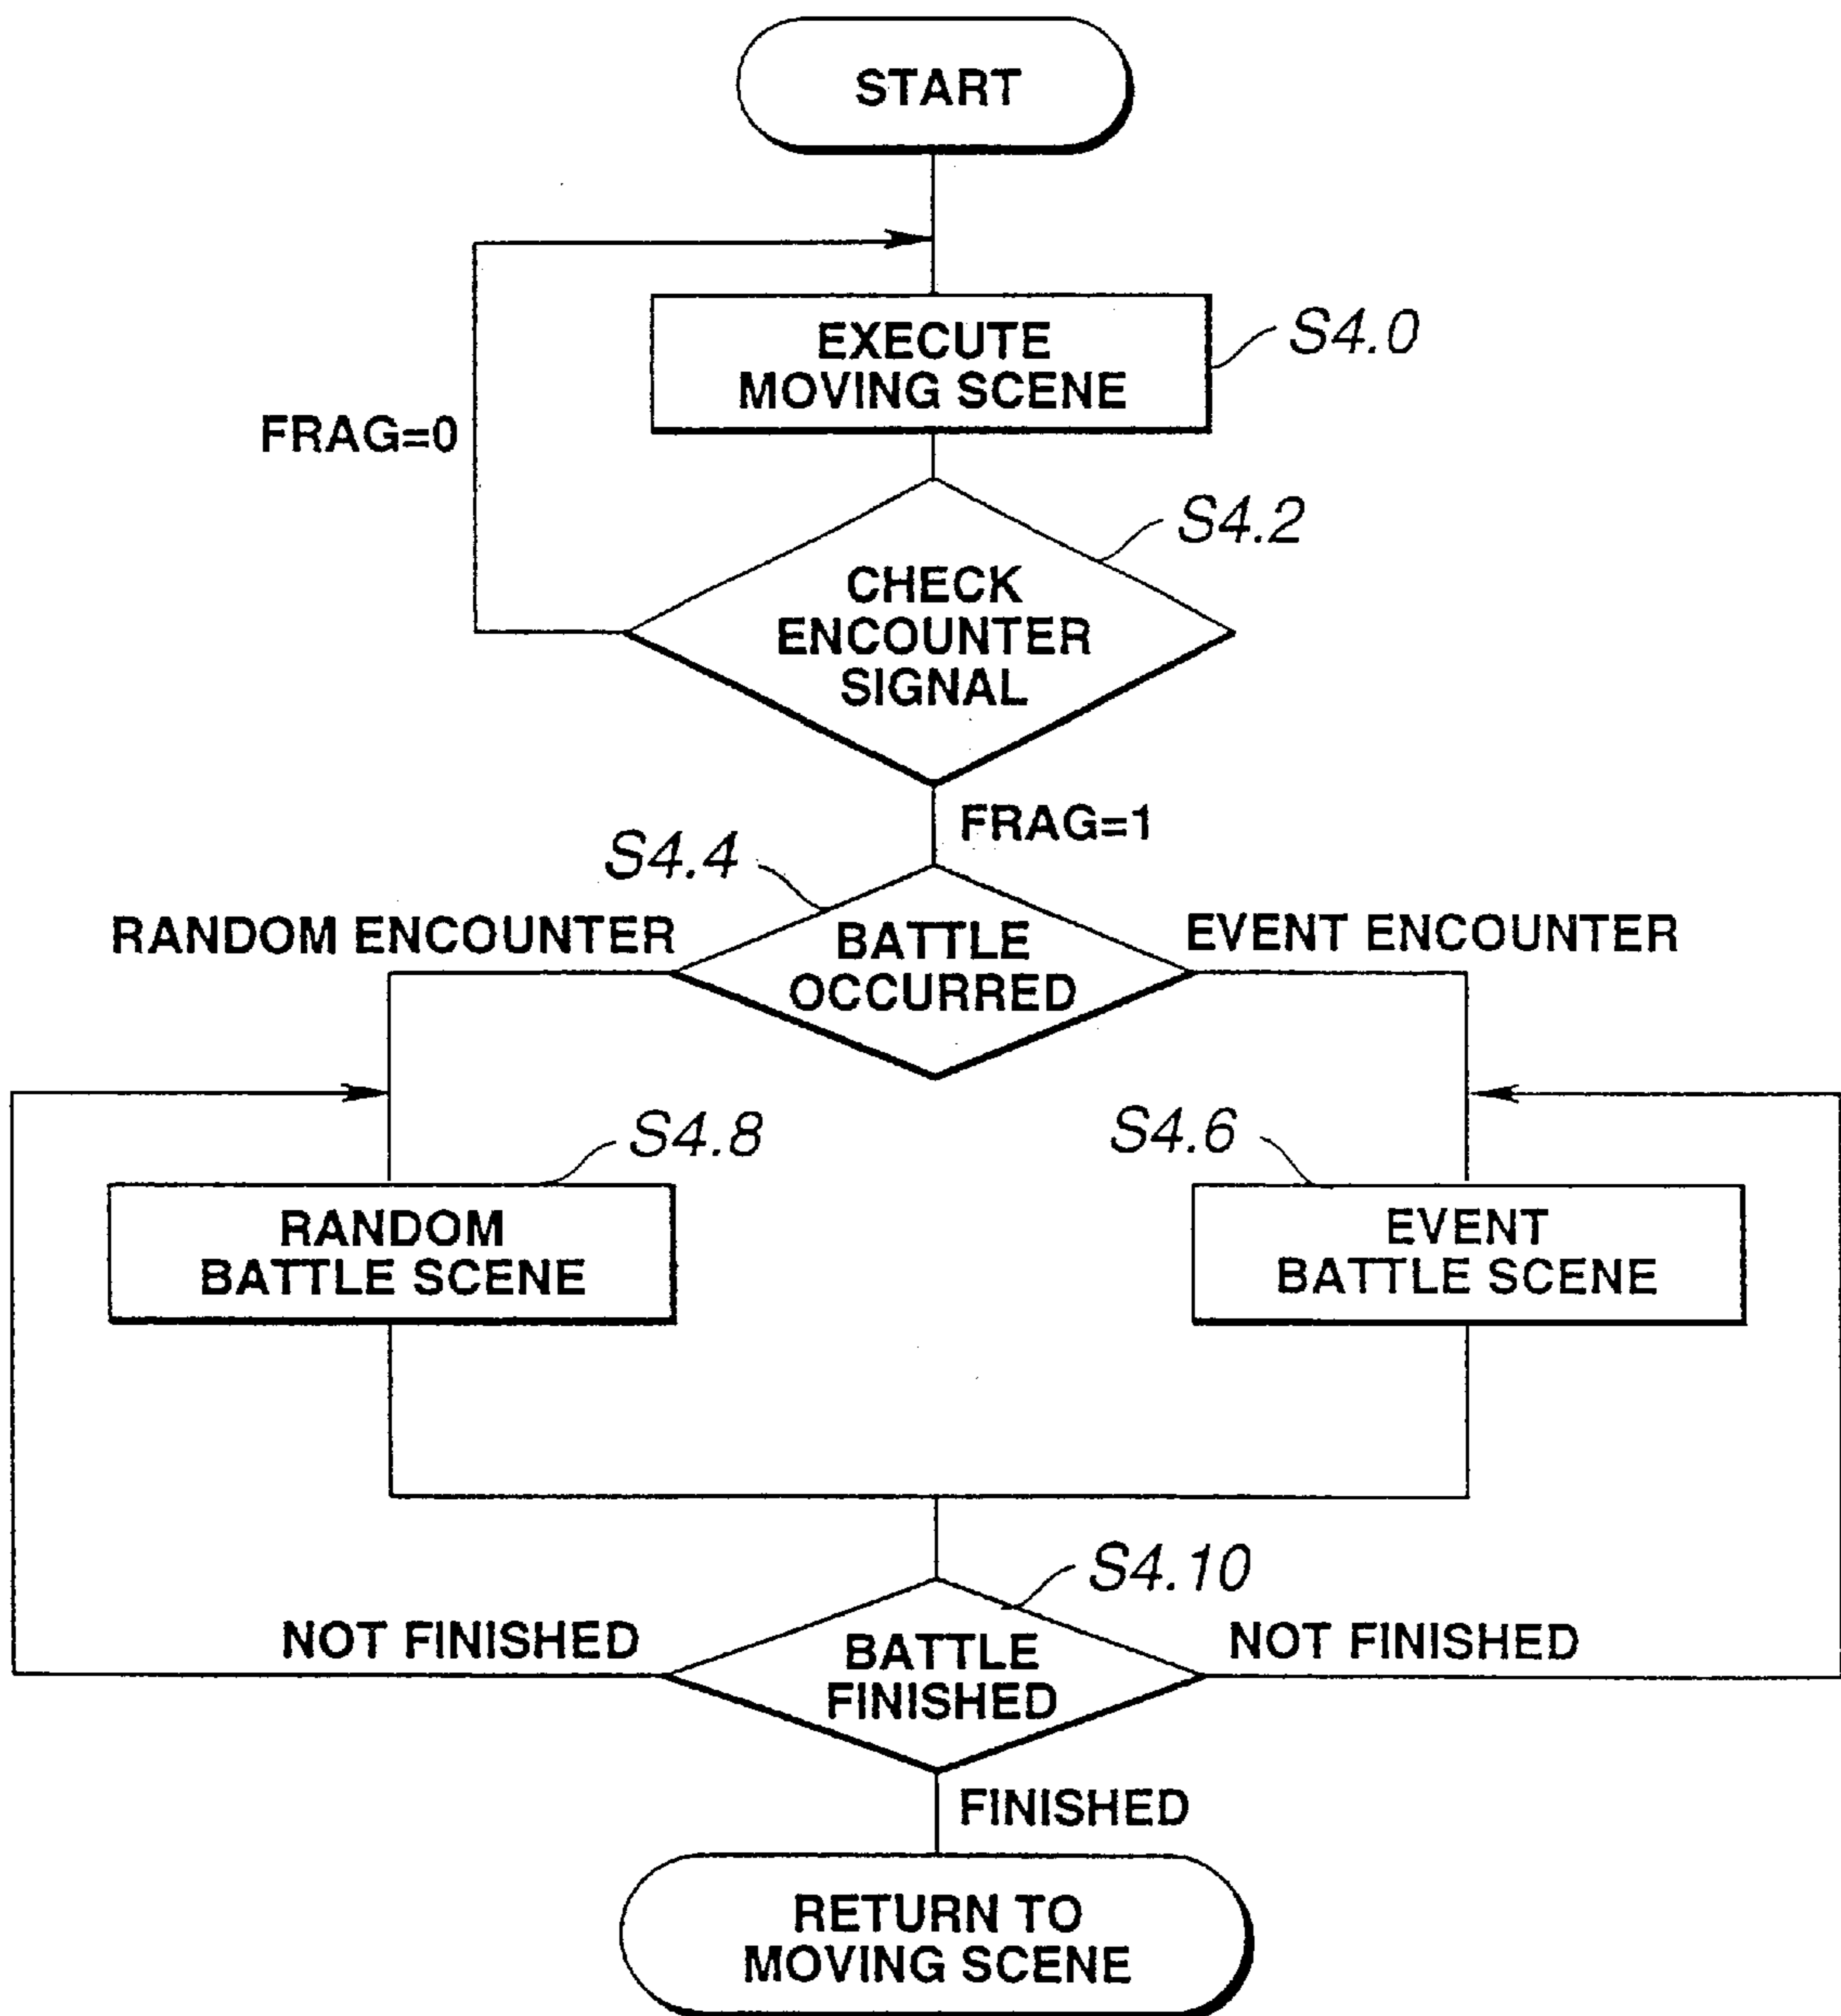 START
EXECUTE
MOVING SCENE
S4.0
FRAG=0
S4.2
CHECK
ENCOUNTER
SIGNAL
FRAG=1
S4.4
RANDOM ENCOUNTER
BATTLE
OCCURRED
EVENT ENCOUNTER
S4.8
S4.6
RANDOM
BATTLE SCENE
EVENT
BATTLE SCENE
S4.10
NOT FINISHED
BATTLE
FINISHED
NOT FINISHED
FINISHED
RETURN TO
MOVING SCENE